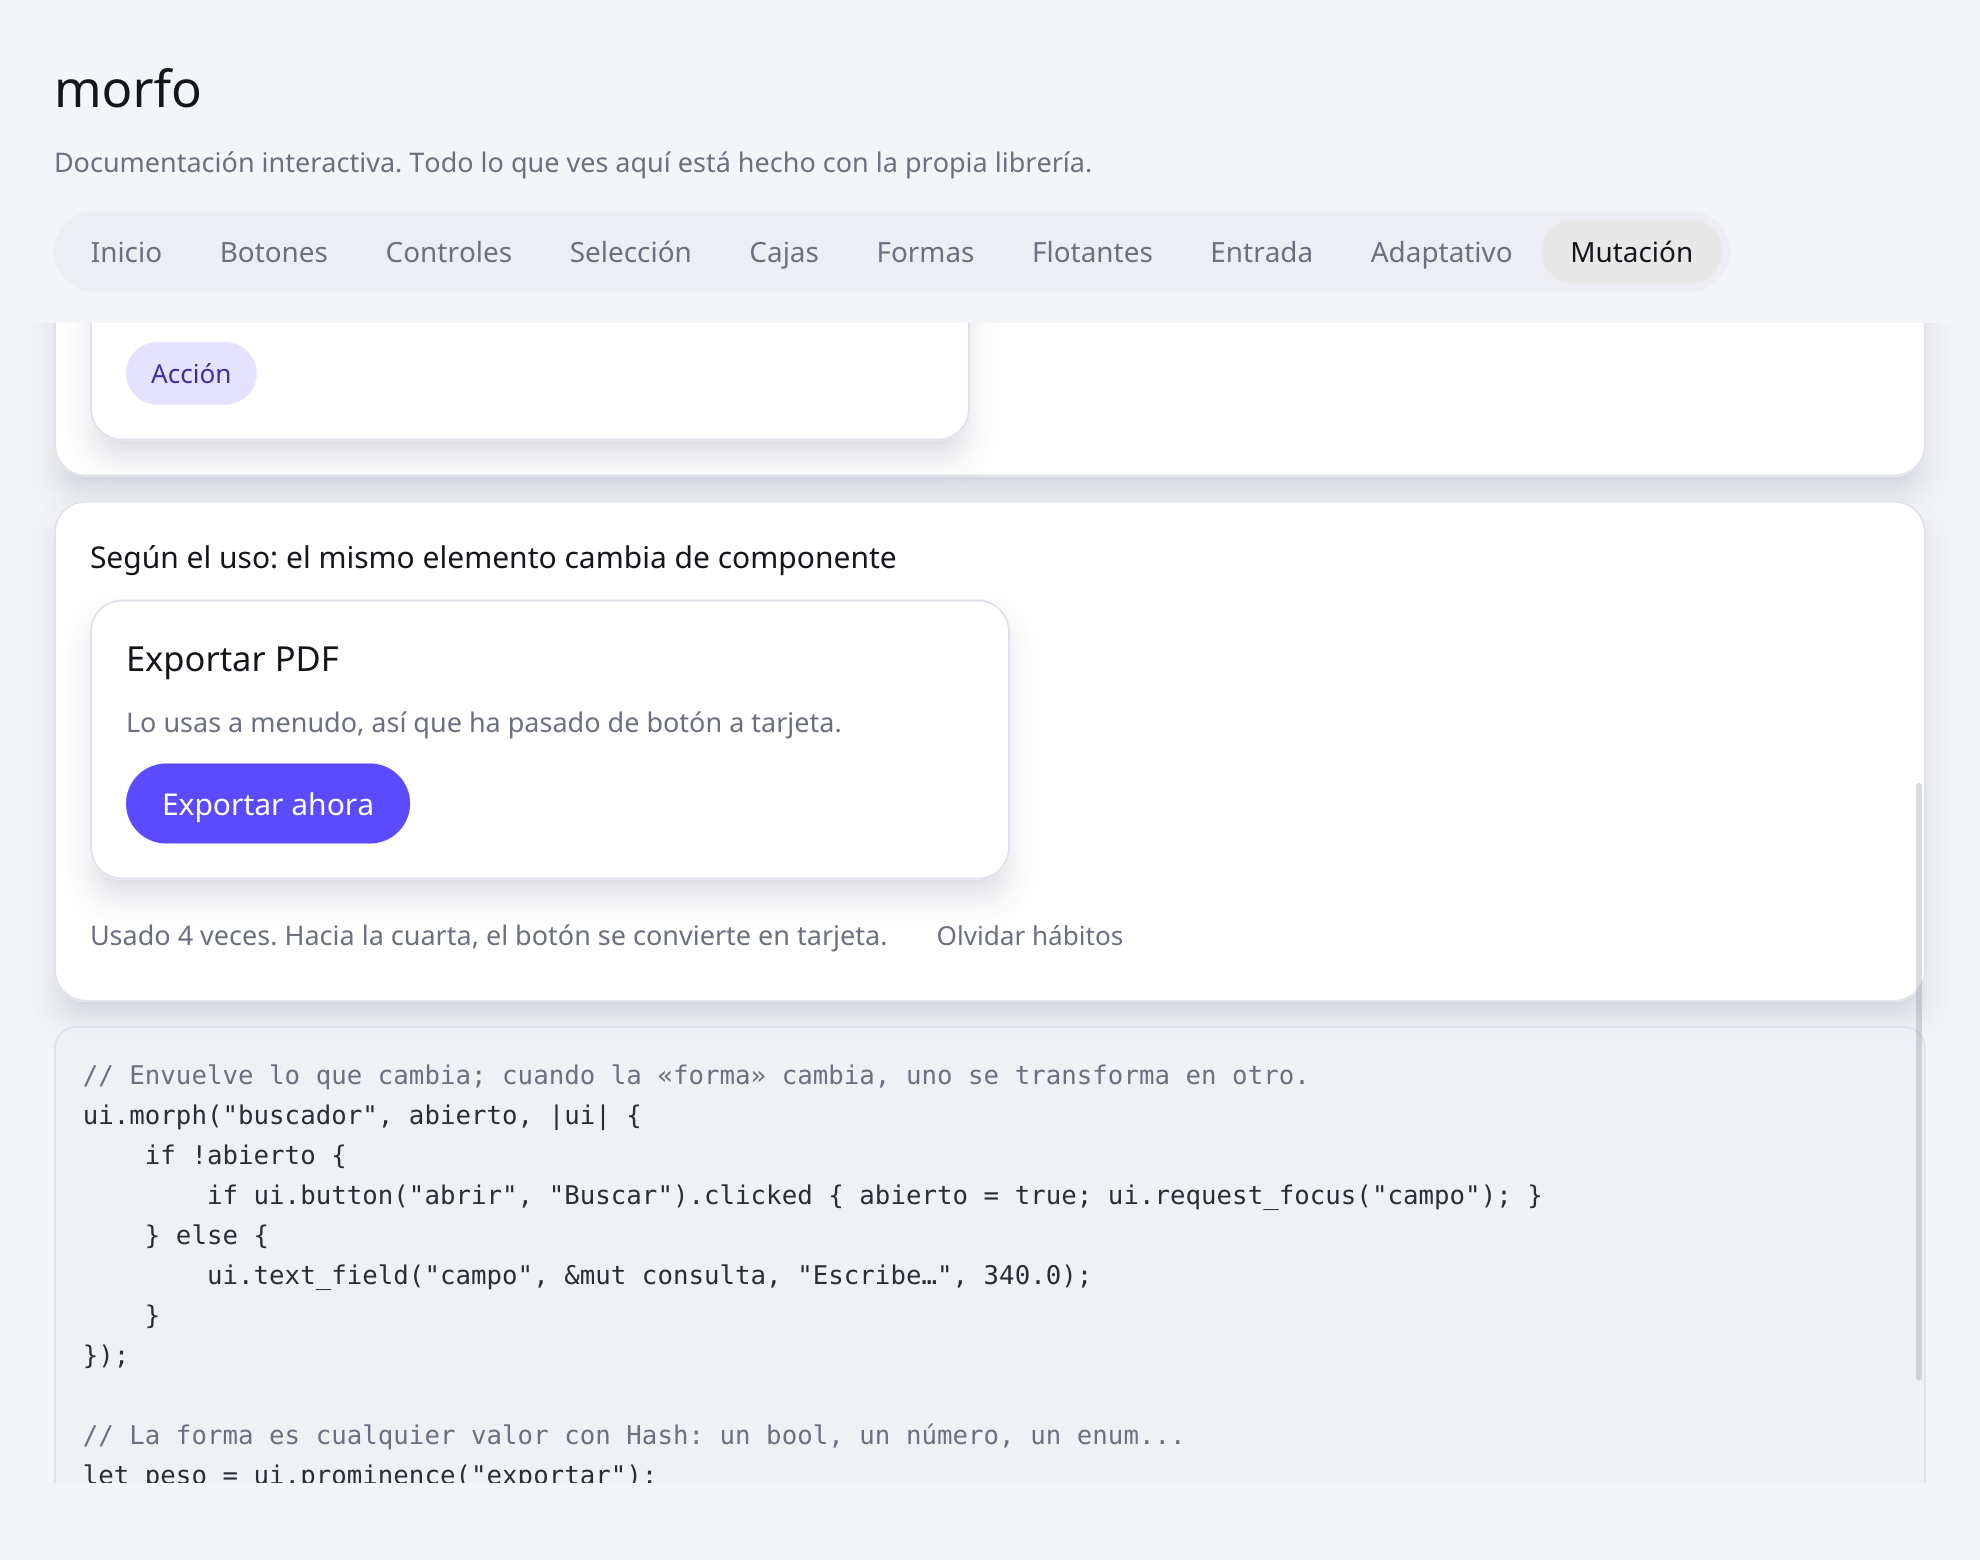 morfo
Documentación interactiva. Todo lo que ves aquí está hecho con la propia librería.
Inicio Botones Controles Selección Cajas Formas Flotantes Entrada Adaptativo Mutación
Acción
Según el uso: el mismo elemento cambia de componente
Exportar PDF
Lo usas a menudo, así que ha pasado de botón a tarjeta.
Exportar ahora
Usado 4 veces. Hacia la cuarta, el botón se convierte en tarjeta. Olvidar hábitos
// Envuelve lo que cambia; cuando la «forma» cambia, uno se transforma en otro.
ui.morph("buscador", abierto, |ui| {
    if !abierto {
        if ui.button("abrir", "Buscar").clicked { abierto = true; ui.request_focus("campo"); }
    } else {
        ui.text_field("campo", &mut consulta, "Escribe…", 340.0);
    }
});
// La forma es cualquier valor con Hash: un bool, un número, un enum...
let peso = ui.prominence("exportar");